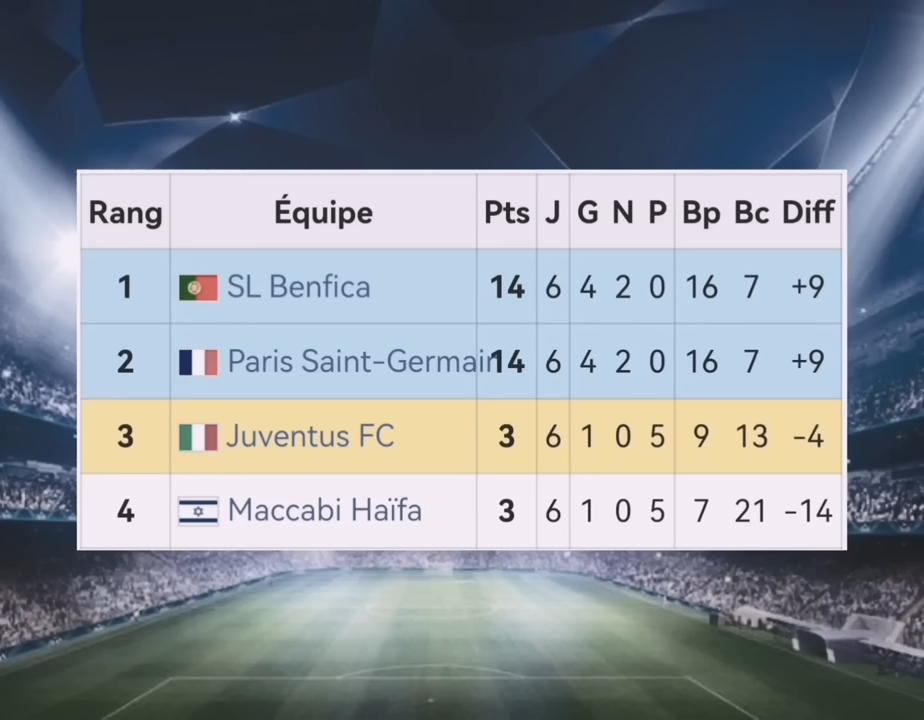 Rang Équipe Pts J G N P Bp Bc Diff
1 SL Benfica 14 6 4 2 0 16 7 +9
2 Paris Saint-Germain 14 6 4 2 0 16 7 +9
3 Juventus FC 3 6 1 0 5 9 13 -4
4 Maccabi Haïfa 3 6 1 0 5 7 21 -14